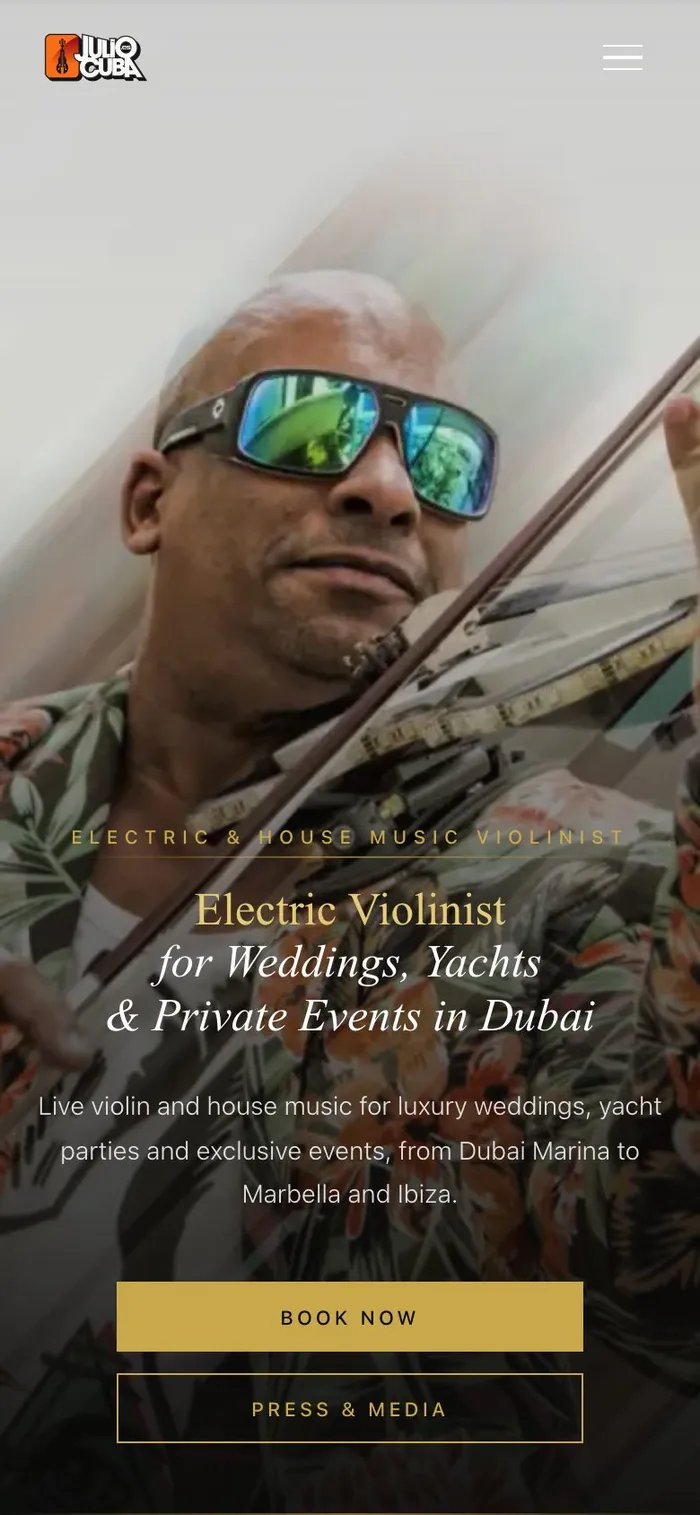 JULIO
CUBA
ELECTRIC & HOUSE MUSIC VIOLINIST
Electric Violinist
for Weddings, Yachts
& Private Events in Dubai
Live violin and house music for luxury weddings, yacht
parties and exclusive events, from Dubai Marina to
Marbella and Ibiza.
BOOK NOW
PRESS & MEDIA